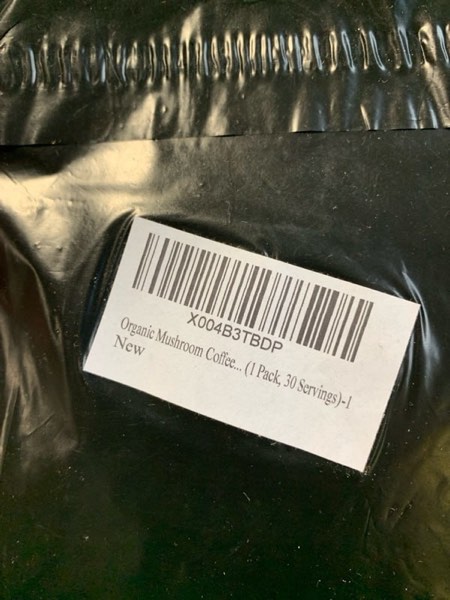 X004B3TBDP
Organic Mushroom Coffee... (1 Pack, 30 Servings)-1
New